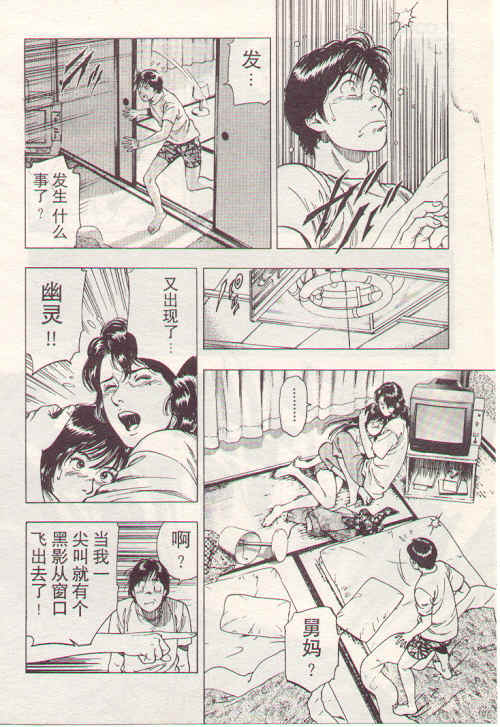 发…
发生 什么
事了？
又出现了…
幽灵!!
………
舅妈？
啊？
当我一
尖叫就有个
黑影从窗口
飞出去了！